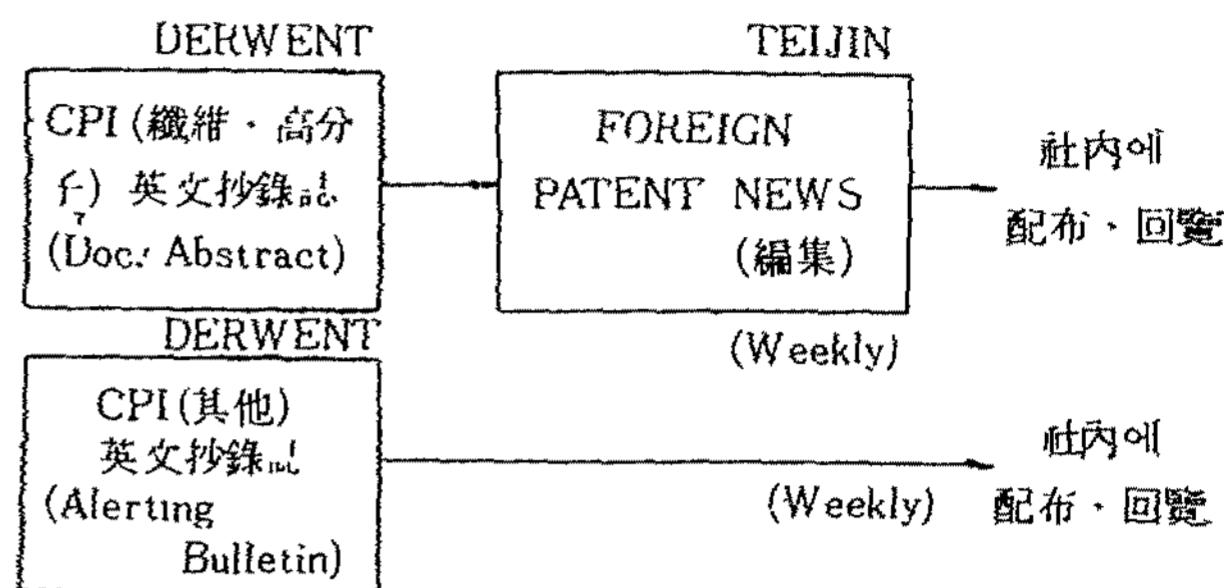 DERWENT
CPI (纖維・高分
子) 英文抄錄誌
(Doc. Abstract)
TEIJIN
FOREIGN
PATENT NEWS
(編集)
(Weekly)
社內에
配布・回覽
DERWENT
CPI (其他)
英文抄錄誌
(Alerting
Bulletin)
(Weekly)
社內에
配布・回覽